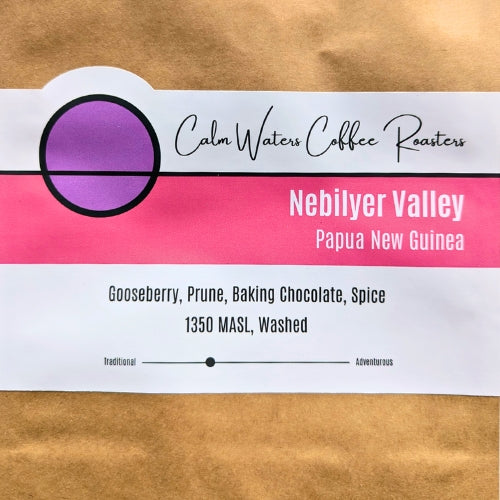 Calm Waters Coffee Roasters
Nebilyer Valley
Papua New Guinea
Gooseberry, Prune, Baking Chocolate, Spice
1350 MASL, Washed
Traditional Adventurous